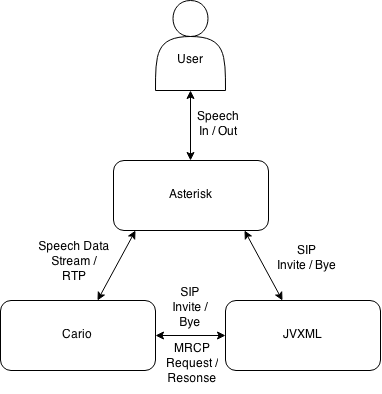 User
Speech
In / Out
Asterisk
Speech Data
Stream /
RTP
SIP
Invite / Bye
SIP
Invite /
Bye
Cario
JVXML
MRCP
Request /
Resonse